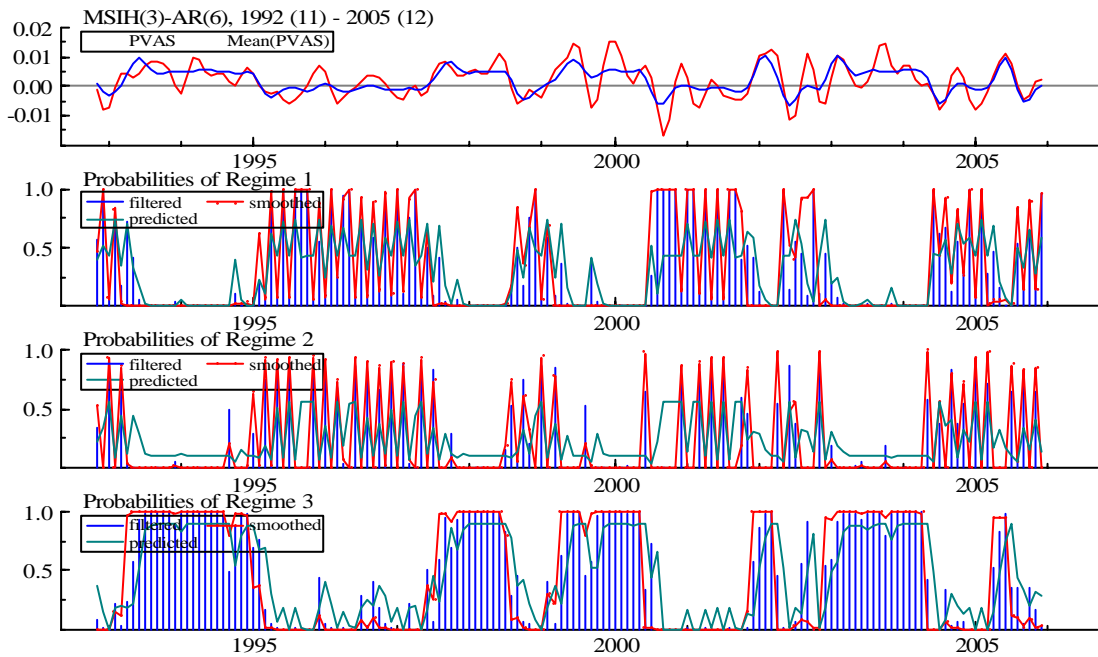 MSIH(3)-AR(6), 1992 (11) - 2005 (12)
0.02
PVAS Mean(PVAS)
0.01
0.00
-0.01
1995 2000 2005
Probabilities of Regime 1
1.0
filtered smoothed
predicted
0.5
1995 2000 2005
Probabilities of Regime 2
1.0
filtered smoothed
predicted
0.5
1995 2000 2005
Probabilities of Regime 3
1.0
filtered smoothed
predicted
0.5
1995 2000 2005